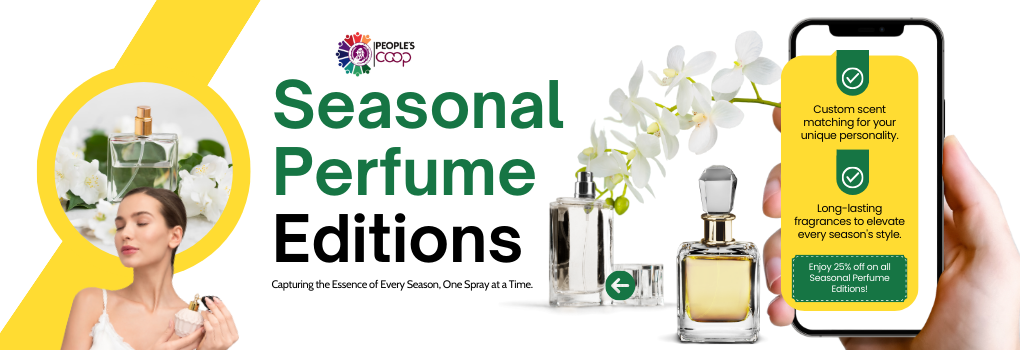 PEOPLE'S
coop
Seasonal
Perfume
Editions
Capturing the Essence of Every Season, One Spray at a Time.
Custom scent
matching for your
unique personality.
Long-lasting
fragrances to elevate
every season's style.
Enjoy 25% off on all
Seasonal Perfume
Editions!